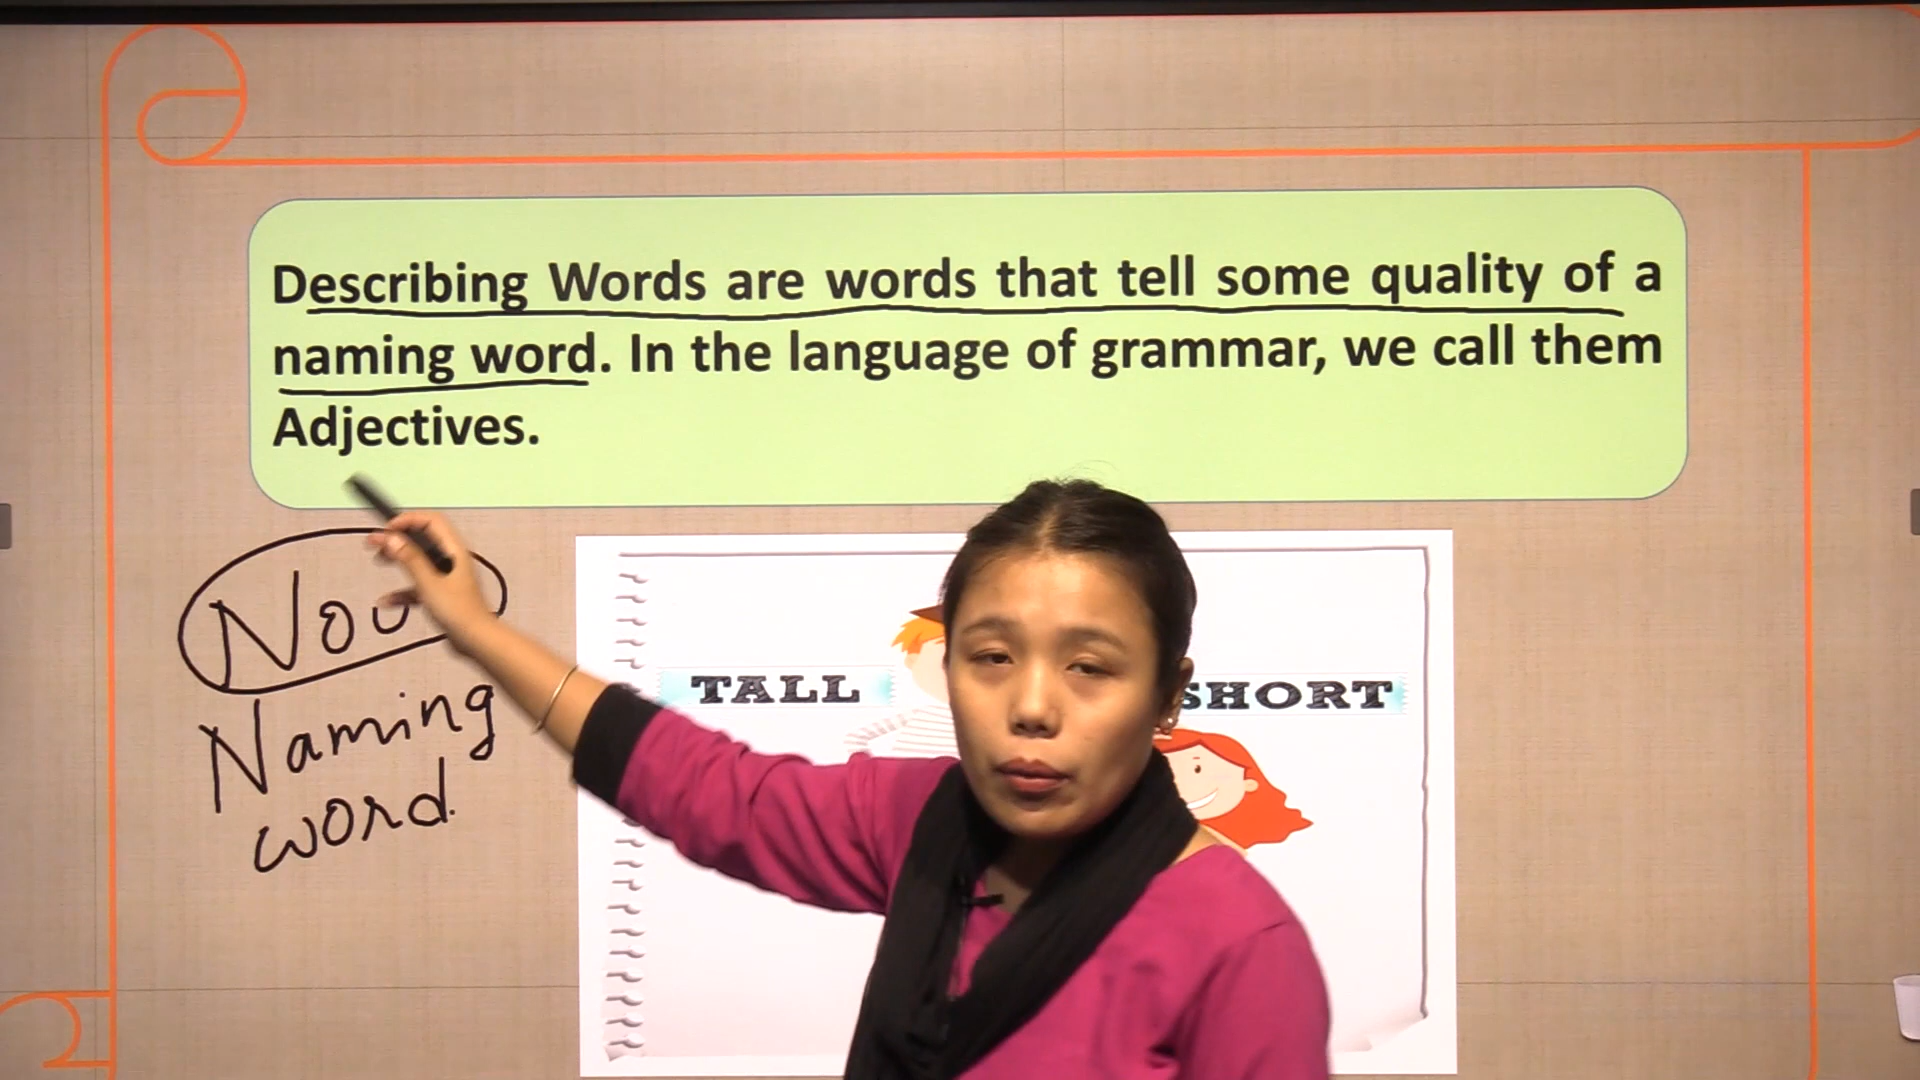 Describing Words are words that tell some quality of a
naming word. In the language of grammar, we call them
Adjectives.
TALL
SHORT
Naming
word.